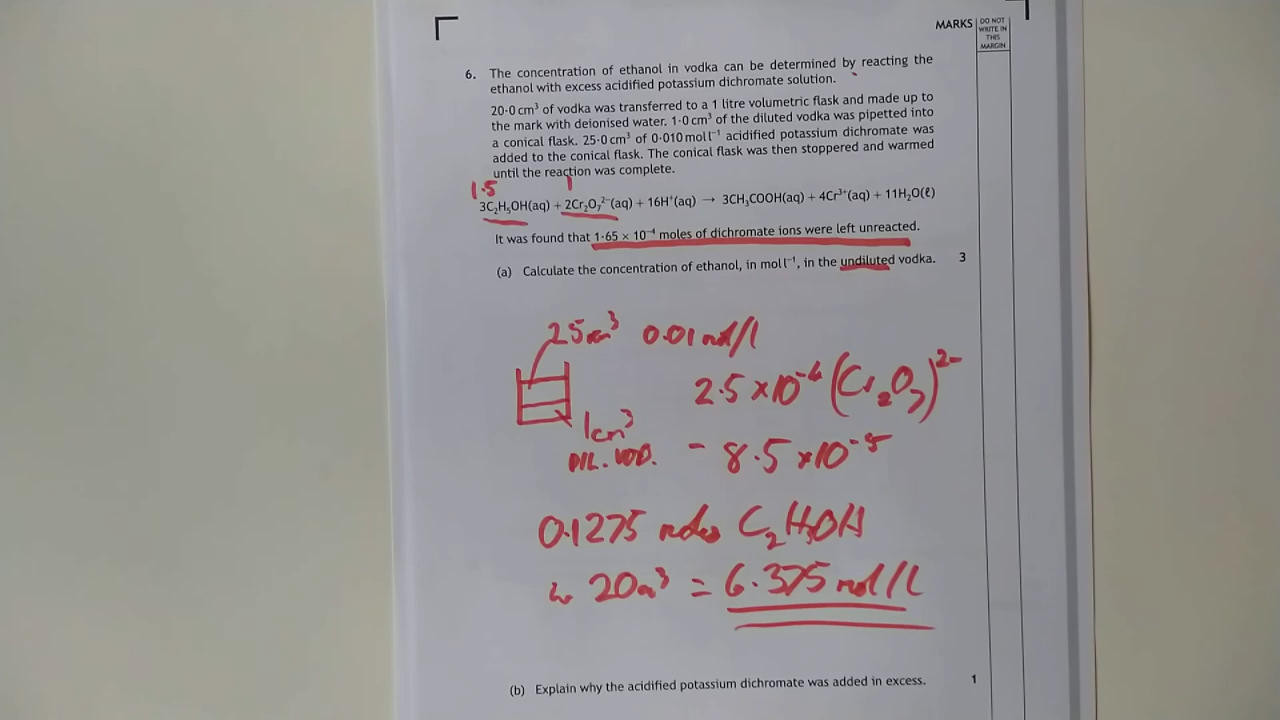 MARKS
DO NOT
WRITE IN
THIS
MARGIN
6. The concentration of ethanol in vodka can be determined by reacting the
ethanol with excess acidified potassium dichromate solution.
20·0 cm³ of vodka was transferred to a 1 litre volumetric flask and made up to
the mark with deionised water. 1·0 cm³ of the diluted vodka was pipetted into
a conical flask. 25·0 cm³ of 0·010 mol l⁻¹ acidified potassium dichromate was
added to the conical flask. The conical flask was then stoppered and warmed
until the reaction was complete.
1.5 1
3C₂H₅OH(aq) + 2Cr₂O₇²⁻(aq) + 16H⁺(aq) → 3CH₃COOH(aq) + 4Cr³⁺(aq) + 11H₂O(ℓ)
It was found that 1·65 × 10⁻⁴ moles of dichromate ions were left unreacted.
(a) Calculate the concentration of ethanol, in mol l⁻¹, in the undiluted vodka. 3
25cm³ 0.01 mol/l
2.5 ×10⁻⁴ (Cr₂O₇)²⁻
1cm³
DIL. VOD. - 8.5 ×10⁻⁵
0.1275 moles C₂H₅OH
in 20cm³ = 6.375 mol/l
(b) Explain why the acidified potassium dichromate was added in excess. 1